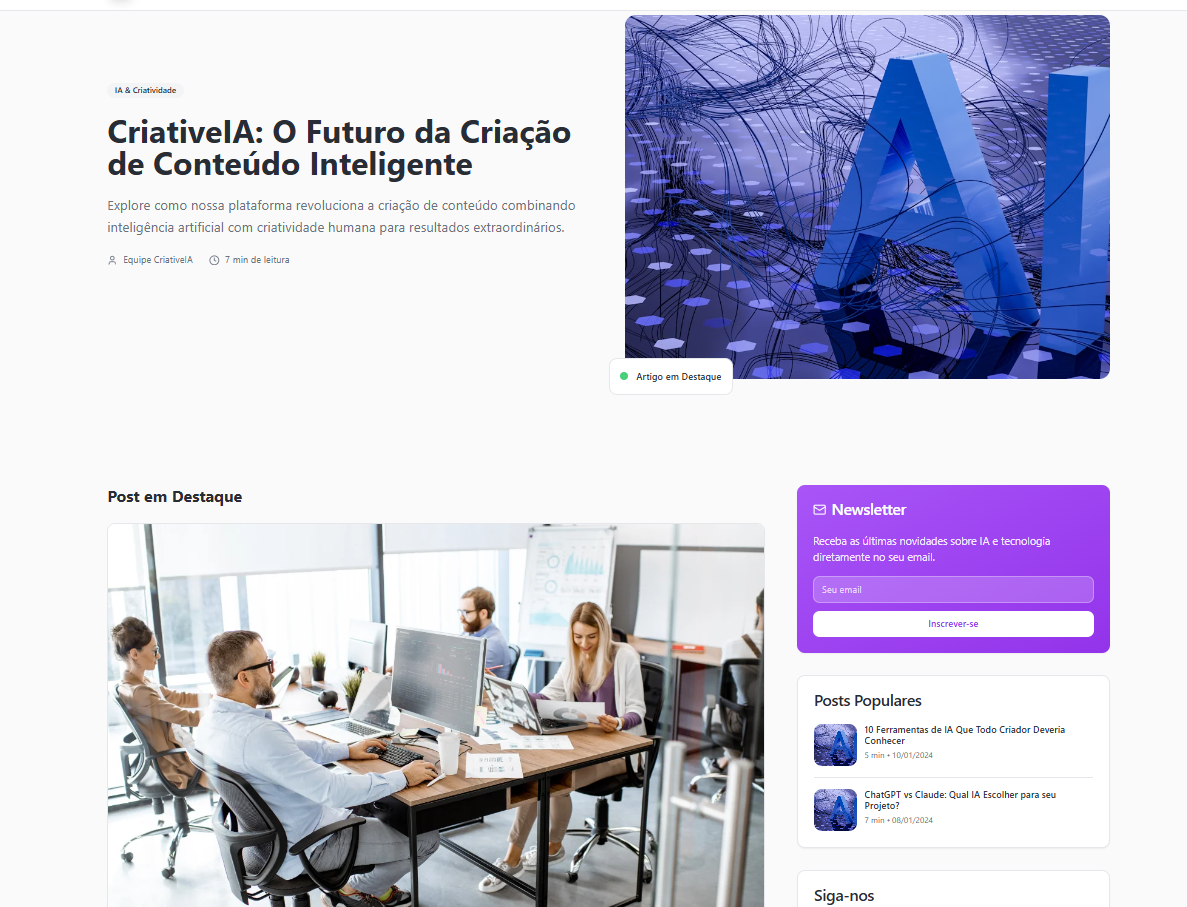 IA & Criatividade
CriativeIA: O Futuro da Criação
de Conteúdo Inteligente
Explore como nossa plataforma revoluciona a criação de conteúdo combinando
inteligência artificial com criatividade humana para resultados extraordinários.
Equipe CriativeIA
7 min de leitura
AI
Artigo em Destaque
Post em Destaque
Newsletter
Receba as últimas novidades sobre IA e tecnologia
diretamente no seu email.
Seu email
Inscrever-se
Posts Populares
10 Ferramentas de IA Que Todo Criador Deveria
Conhecer
5 min • 10/01/2024
ChatGPT vs Claude: Qual IA Escolher para seu
Projeto?
7 min • 08/01/2024
Siga-nos